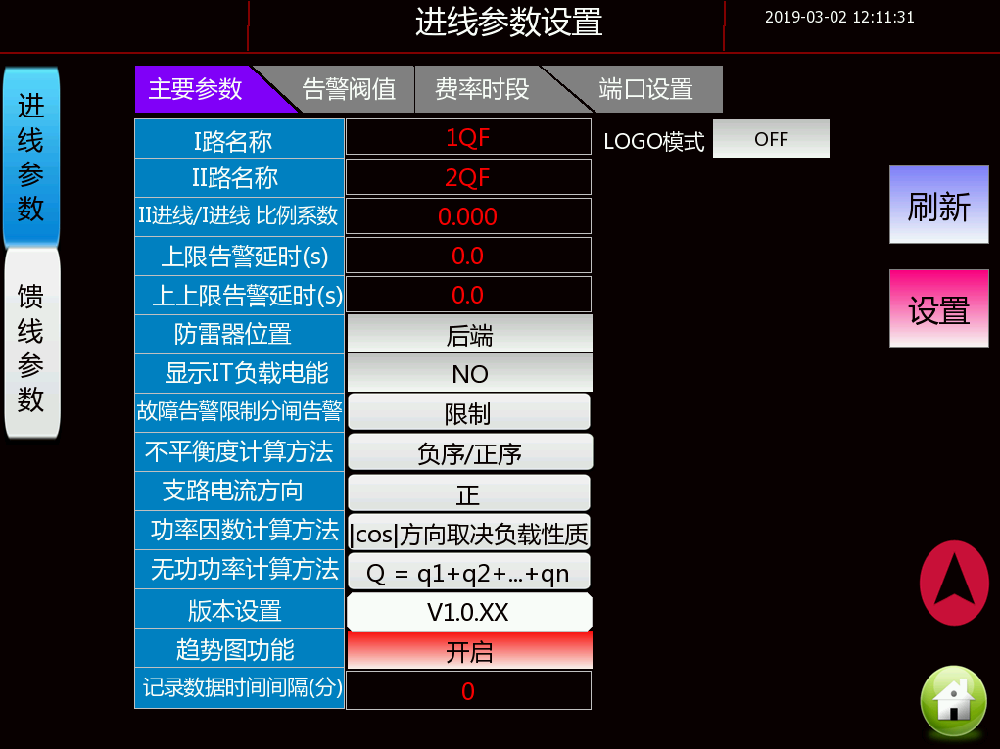 进线参数设置
2019-03-02 12:11:31
进线参数
馈线参数
主要参数 告警阀值 费率时段 端口设置
I路名称 1QF
LOGO模式 OFF
II路名称 2QF
II进线/I进线 比例系数 0.000
上限告警延时(s) 0.0
上上限告警延时(s) 0.0
防雷器位置 后端
显示IT负载电能 NO
故障告警限制分闸告警 限制
不平衡度计算方法 负序/正序
支路电流方向 正
功率因数计算方法 |cos|方向取决负载性质
无功功率计算方法 Q = q1+q2+...+qn
版本设置 V1.0.XX
趋势图功能 开启
记录数据时间间隔(分) 0
刷新
设置